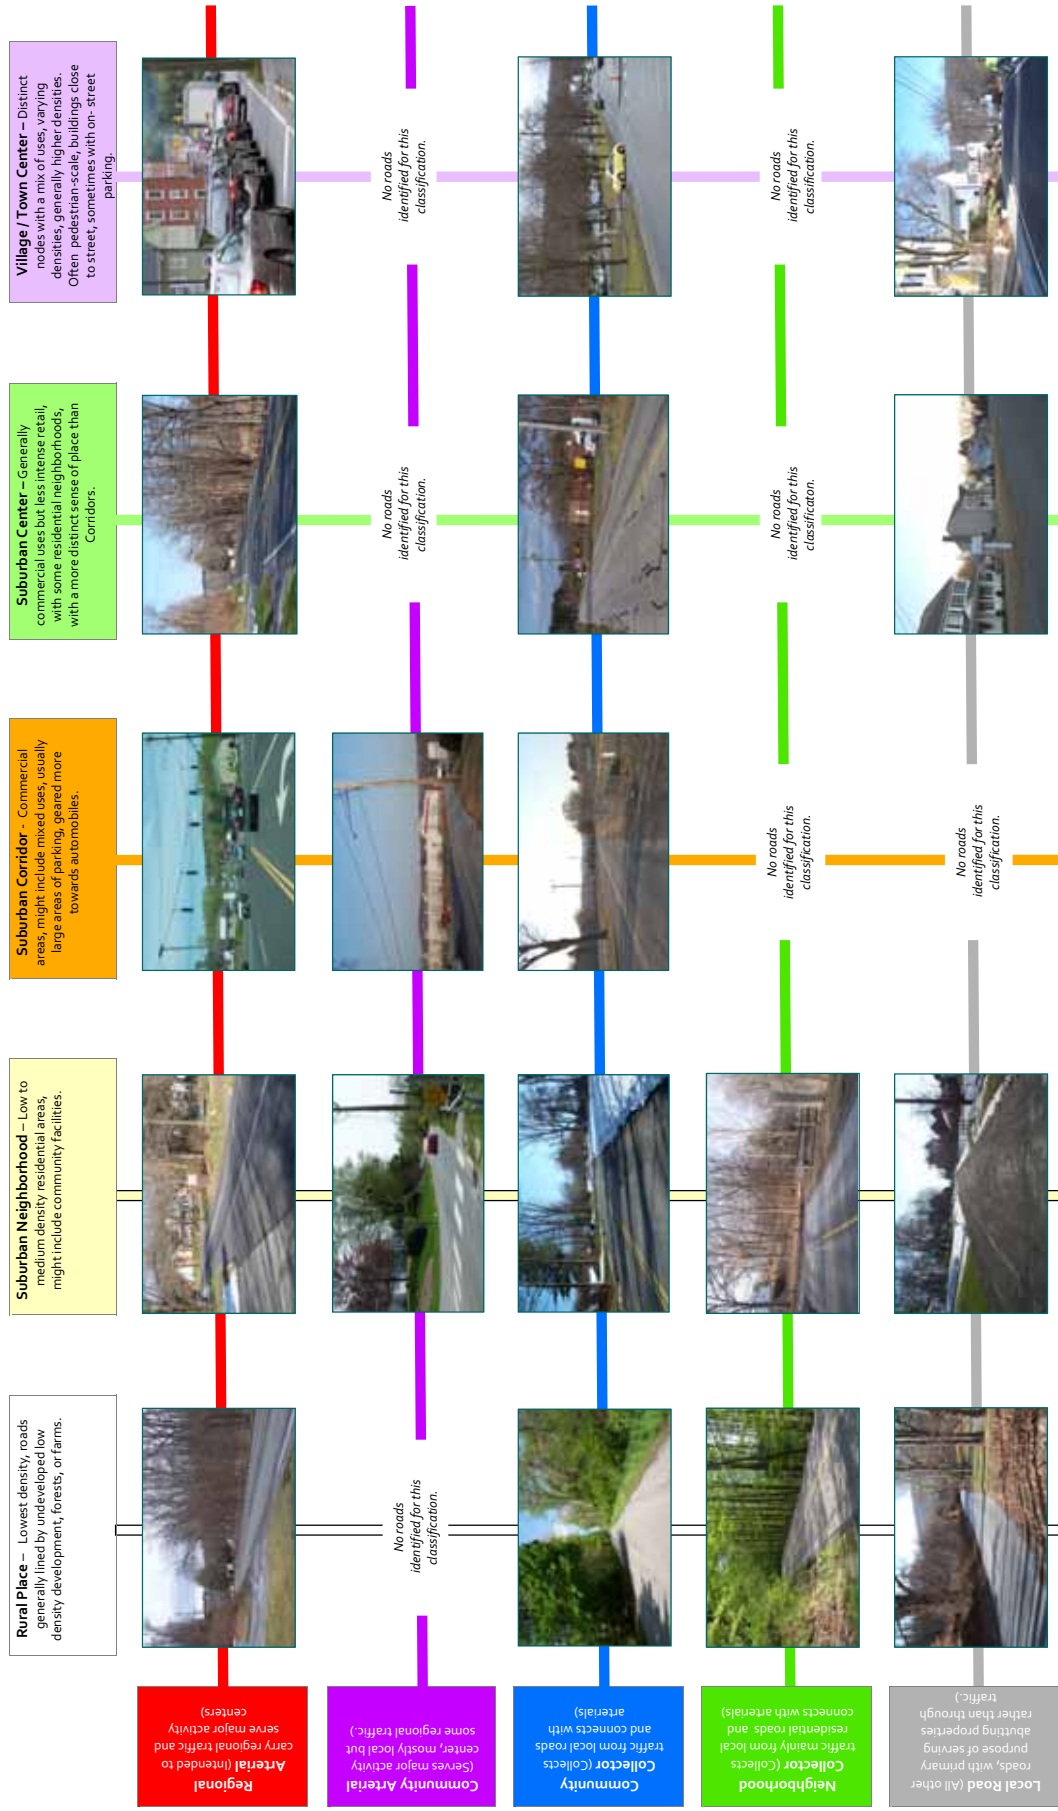 Rural Place – Lowest density, roads
generally lined by undeveloped low
density development, forests, or farms.
Suburban Neighborhood – Low to
medium density residential areas,
might include community facilities.
Suburban Corridor - Commercial
areas, might include mixed uses, usually
large areas of parking, geared more
towards automobiles.
Suburban Center – Generally
commercial uses but less intense retail,
with some residential neighborhoods,
with a more distinct sense of place than
Corridors.
Village / Town Center – Distinct
nodes with a mix of uses, varying
densities, generally higher densities.
Often pedestrian-scale, buildings close
to street, sometimes with on- street
parking.
Regional
Arterial (Intended to
carry regional traffic and
serve major activity
centers)
Community Arterial
(Serves major activity
center, mostly local but
some regional traffic.)
No roads
identified for this
classification.
No roads
identified for this
classification.
No roads
identified for this
classification.
Community
Collector (Collects
traffic from local roads
and connects with
arterials)
Neighborhood
Collector (Collects
traffic mainly from local
residential roads and
connects with arterials)
No roads
identified for this
classification.
No roads
identified for this
classificaton.
No roads
identified for this
classification.
Local Road (All other
roads, with primary
purpose of serving
abutting properties
rather than through
traffic.)
No roads
identified for this
classification.